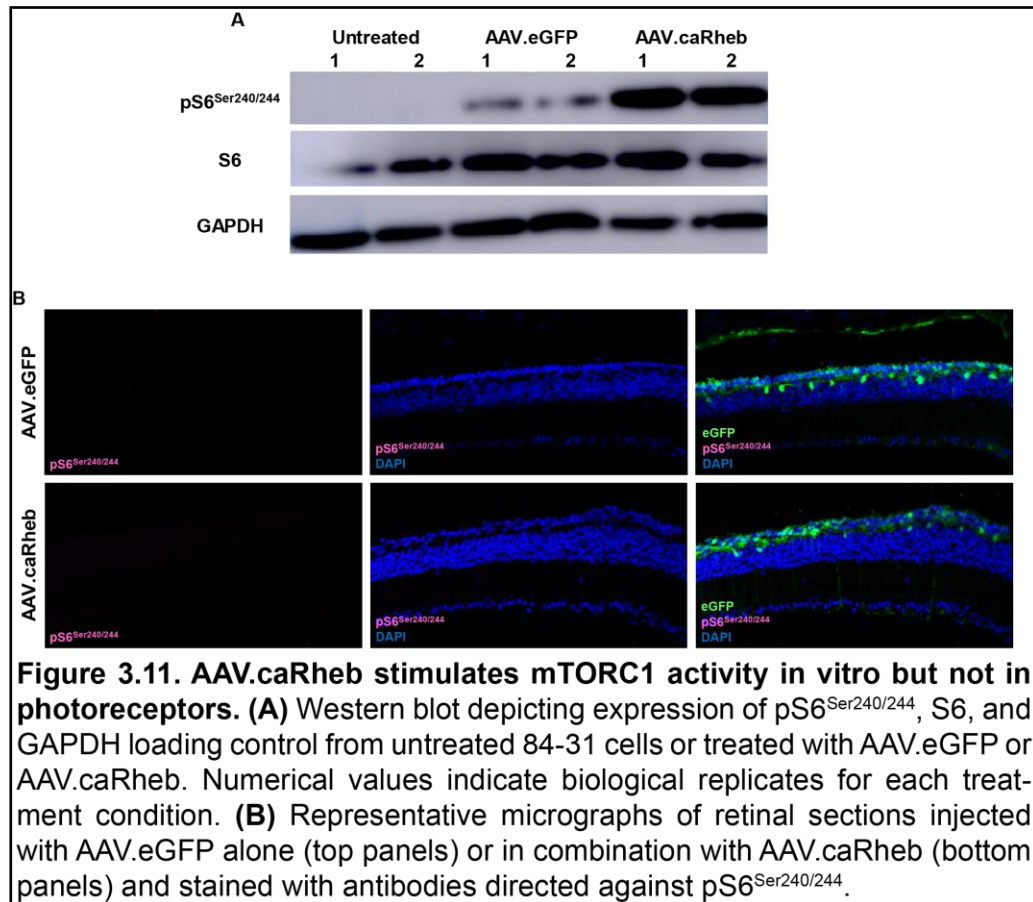 A
Untreated AAV.eGFP AAV.caRheb
1 2 1 2 1 2
pS6Ser240/244
S6
GAPDH
B
AAV.eGFP
pS6Ser240/244
pS6Ser240/244
DAPI
eGFP
pS6Ser240/244
DAPI
AAV.caRheb
pS6Ser240/244
pS6Ser240/244
DAPI
eGFP
pS6Ser240/244
DAPI
Figure 3.11. AAV.caRheb stimulates mTORC1 activity in vitro but not in
photoreceptors. (A) Western blot depicting expression of pS6Ser240/244, S6, and
GAPDH loading control from untreated 84-31 cells or treated with AAV.eGFP or
AAV.caRheb. Numerical values indicate biological replicates for each treat-
ment condition. (B) Representative micrographs of retinal sections injected
with AAV.eGFP alone (top panels) or in combination with AAV.caRheb (bottom
panels) and stained with antibodies directed against pS6Ser240/244.